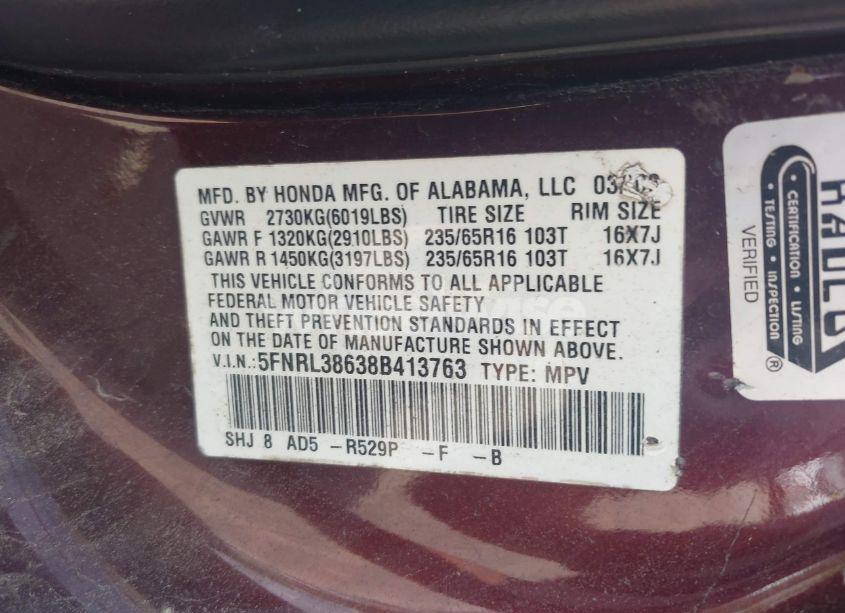 MFD. BY HONDA MFG. OF ALABAMA, LLC
GVWR 2730KG(6019LBS) TIRE SIZE RIM SIZE
GAWR F 1320KG(2910LBS) 235/65R16 103T 16X7J
GAWR R 1450KG(3197LBS) 235/65R16 103T 16X7J
THIS VEHICLE CONFORMS TO ALL APPLICABLE
FEDERAL MOTOR VEHICLE SAFETY
AND THEFT PREVENTION STANDARDS IN EFFECT
ON THE DATE OF MANUFACTURE SHOWN ABOVE.
V.I.N.:5FNRL38638B413763 TYPE: MPV
SHJ 8 AD5 -R529P -F -B
• CERTIFICATION • LISTING
• TESTING • INSPECTION •
VERIFIED
®